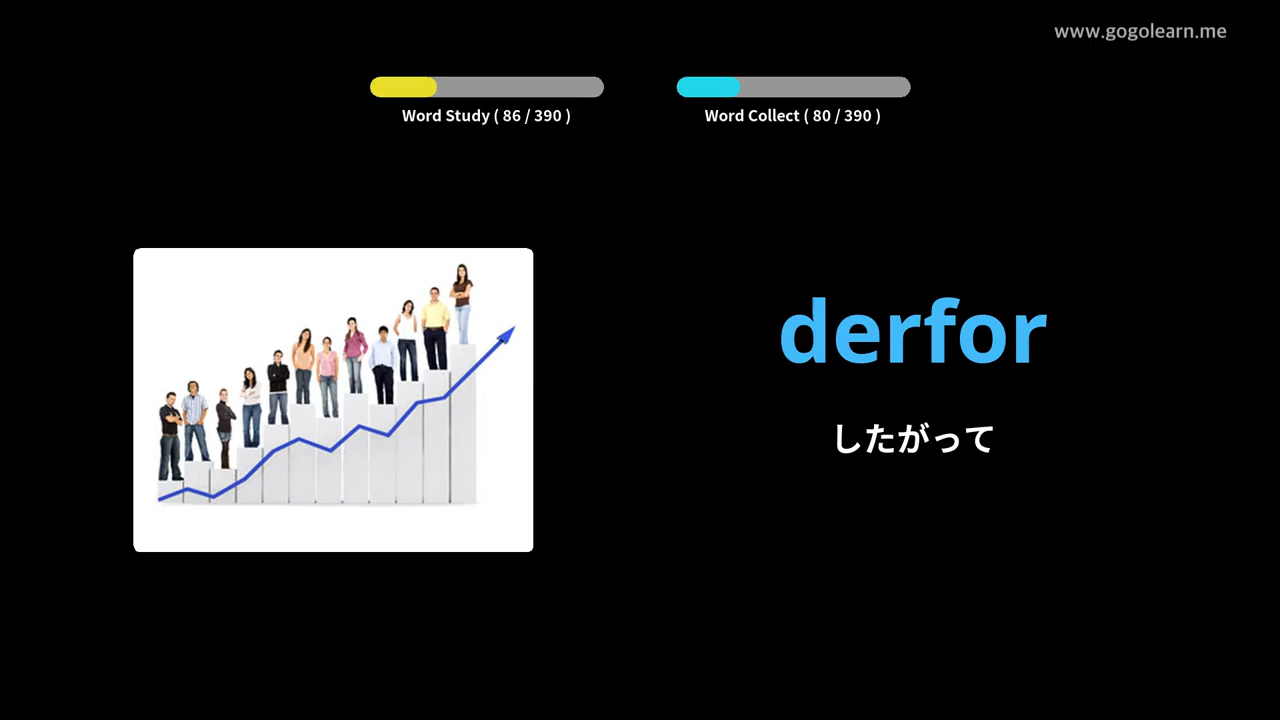 www.gogolearn.me
Word Study ( 86 / 390 )
Word Collect ( 80 / 390 )
derfor
したがって